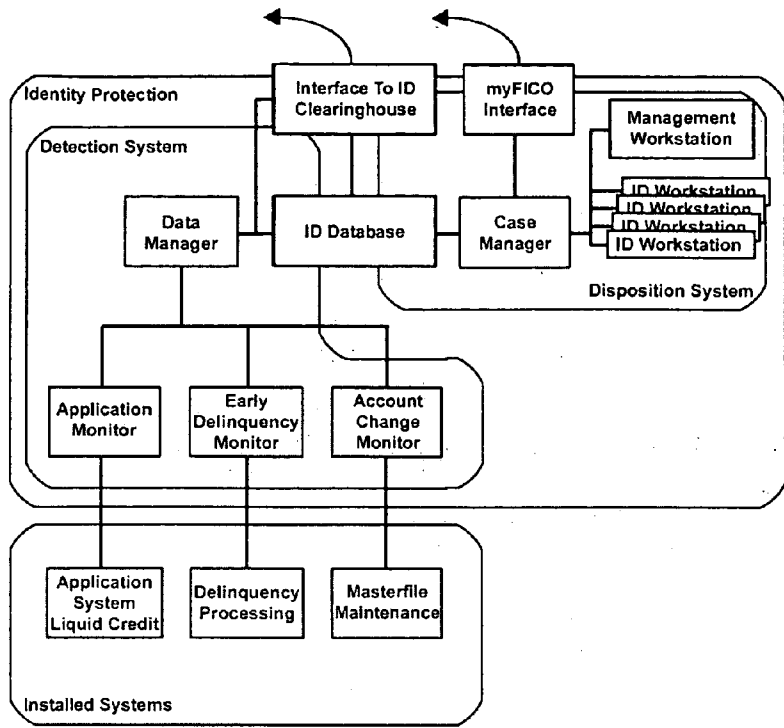 Identity Protection
Interface To ID
Clearinghouse
myFICO
Interface
Management
Workstation
Detection System
Data
Manager
ID Database
Case
Manager
ID Workstation
ID Workstation
ID Workstation
ID Workstation
Disposition System
Application
Monitor
Early
Delinquency
Monitor
Account
Change
Monitor
Application
System
Liquid Credit
Delinquency
Processing
Masterfile
Maintenance
Installed Systems